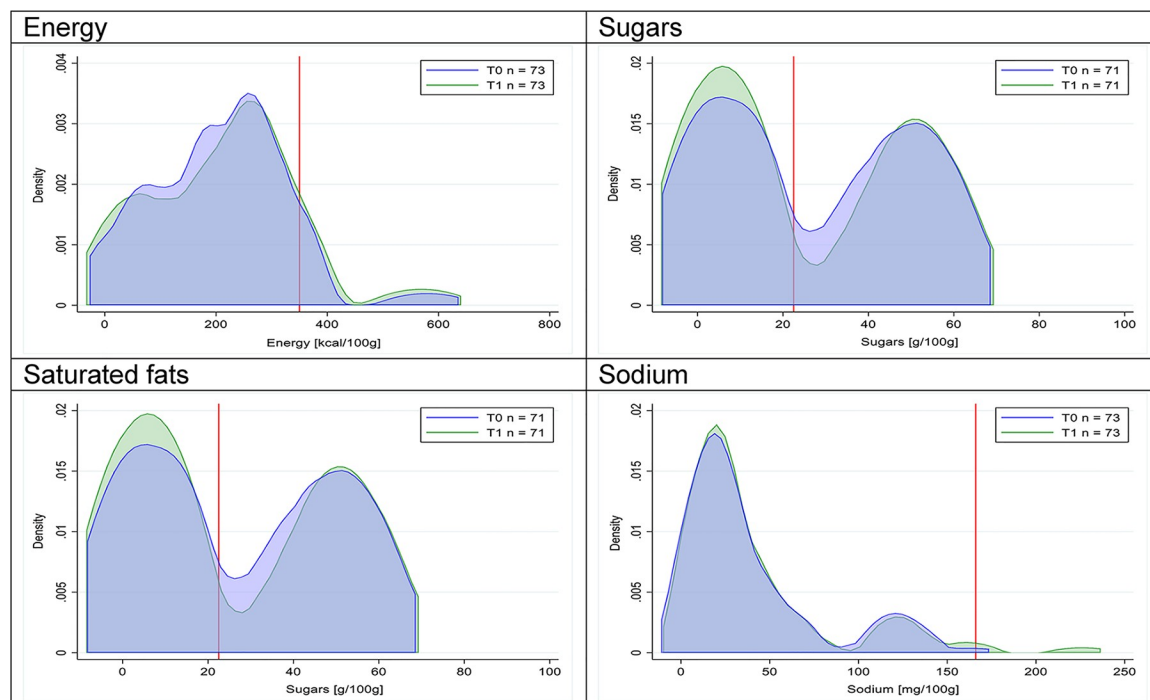 Energy
.004
.003
.002
.001
0
Density
T0 n = 73
T1 n = 73
0 200 400 600 800
Energy [kcal/100g]
Sugars
.02
.015
.01
.005
0
Density
T0 n = 71
T1 n = 71
0 20 40 60 80 100
Sugars [g/100g]
Saturated fats
.02
.015
.01
.005
0
Density
T0 n = 71
T1 n = 71
0 20 40 60 80 100
Sugars [g/100g]
Sodium
.02
.015
.01
.005
0
Density
T0 n = 73
T1 n = 73
0 50 100 150 200 250
Sodium [mg/100g]